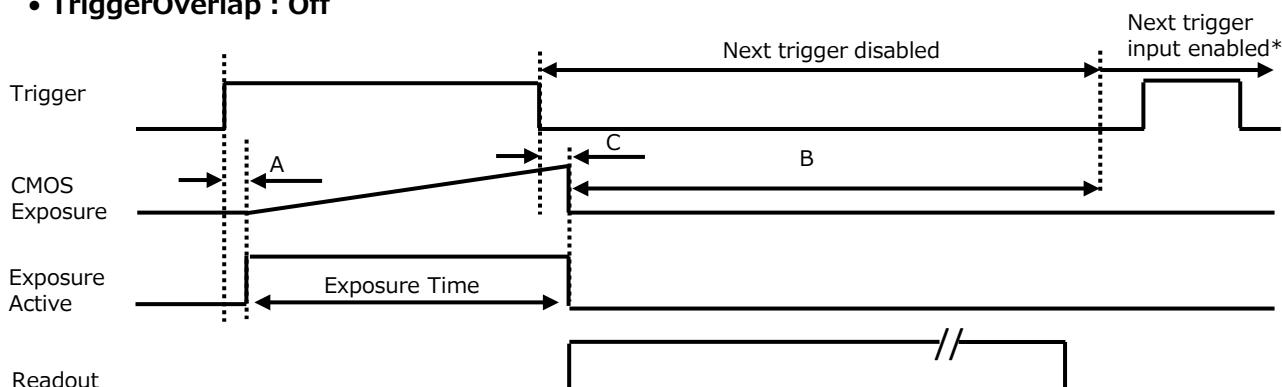 • TriggerOverlap : Off
Next trigger
input enabled*
Next trigger disabled
Trigger
A
C
B
CMOS
Exposure
Exposure
Active
Exposure Time
Readout